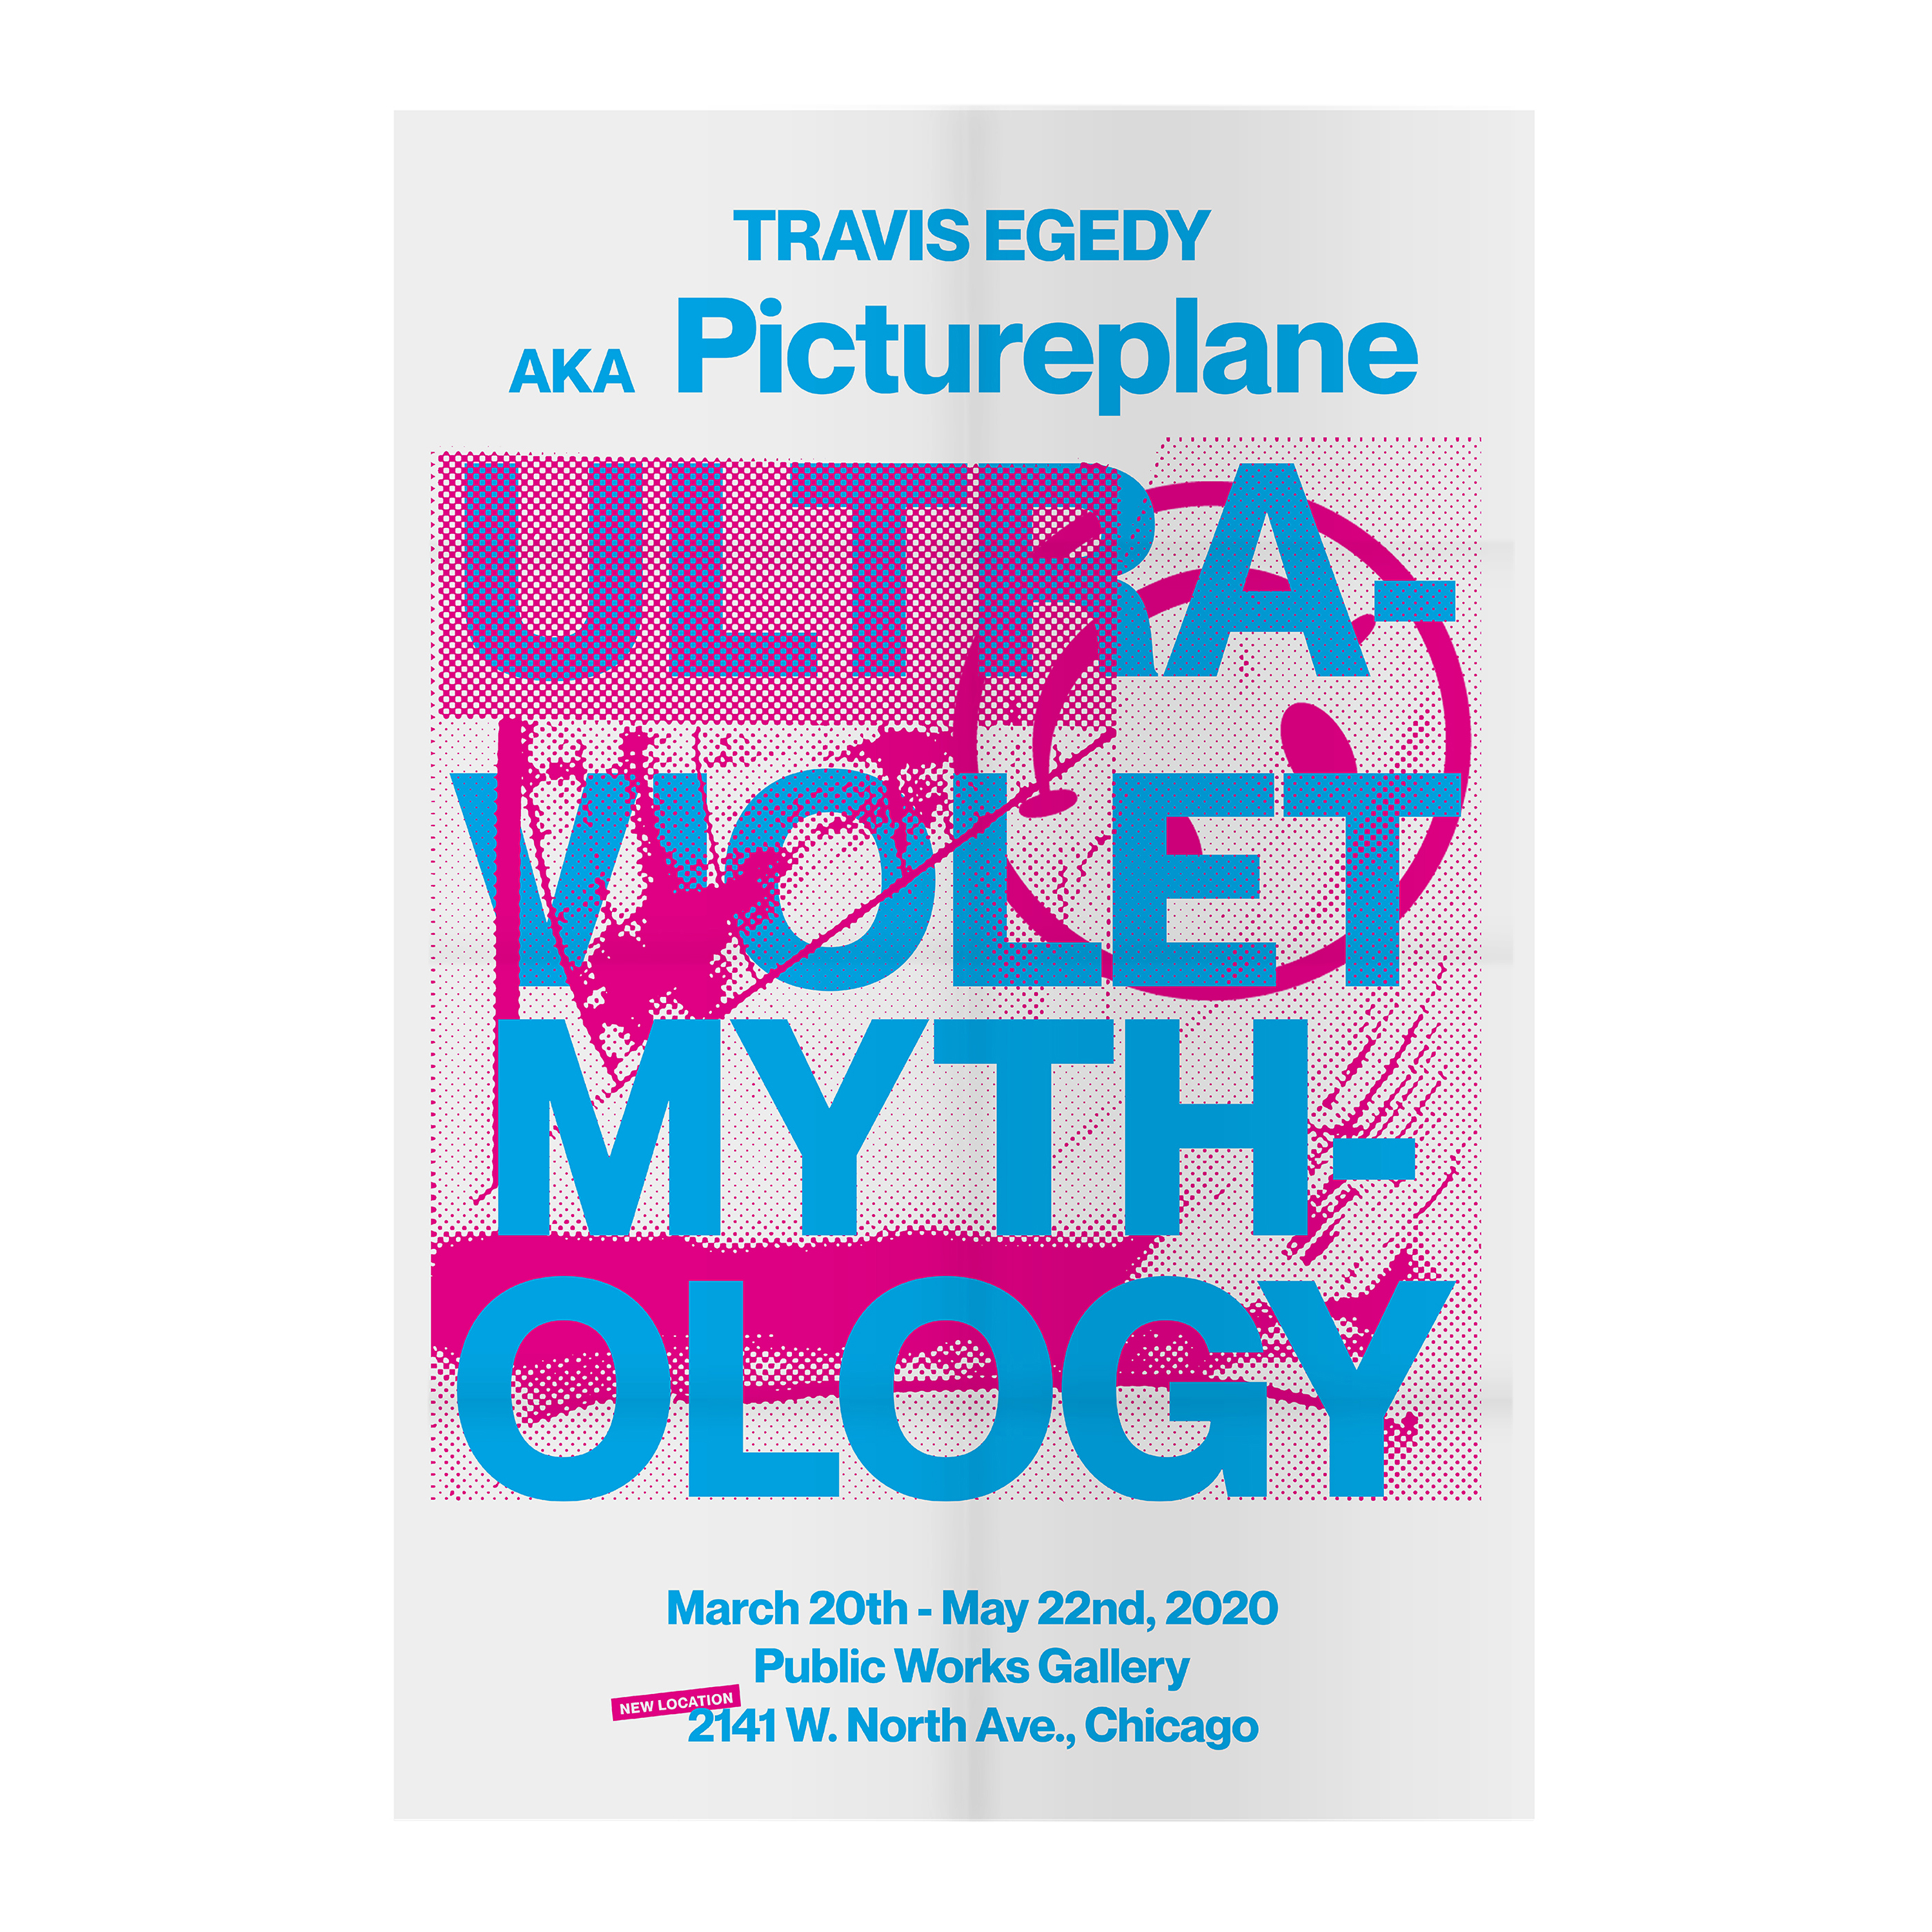 TRAVIS EGEDY
AKA Pictureplane
ULTRA-
VIOLET
MYTH-
OLOGY
March 20th - May 22nd, 2020
Public Works Gallery
NEW LOCATION
2141 W. North Ave., Chicago